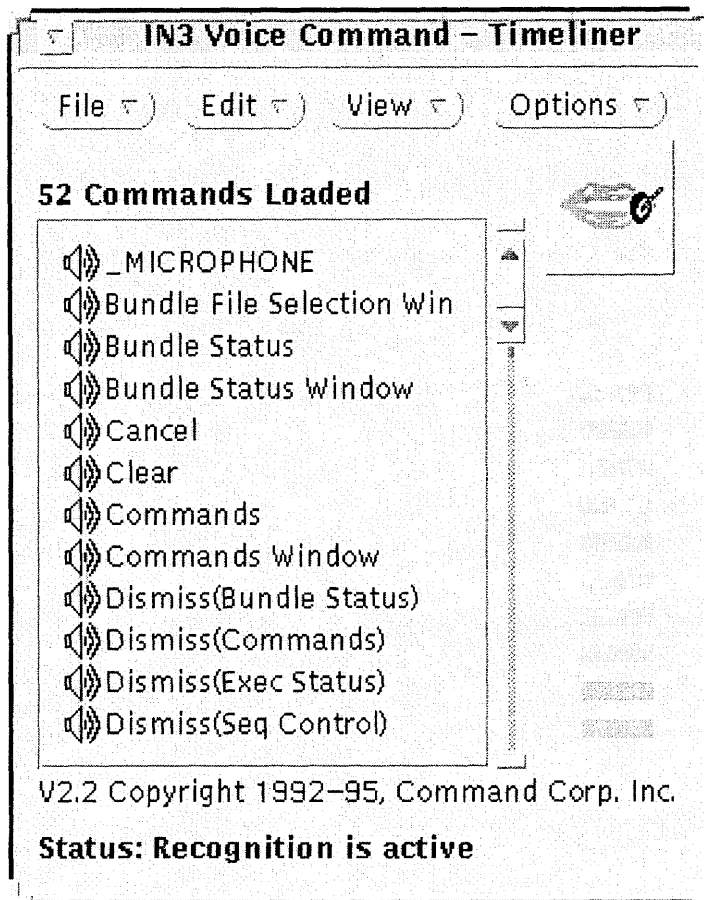 IN3 Voice Command – Timeliner
File Edit View Options
52 Commands Loaded
_MICROPHONE
Bundle File Selection Win
Bundle Status
Bundle Status Window
Cancel
Clear
Commands
Commands Window
Dismiss(Bundle Status)
Dismiss(Commands)
Dismiss(Exec Status)
Dismiss(Seq Control)
V2.2 Copyright 1992–95, Command Corp. Inc.
Status: Recognition is active